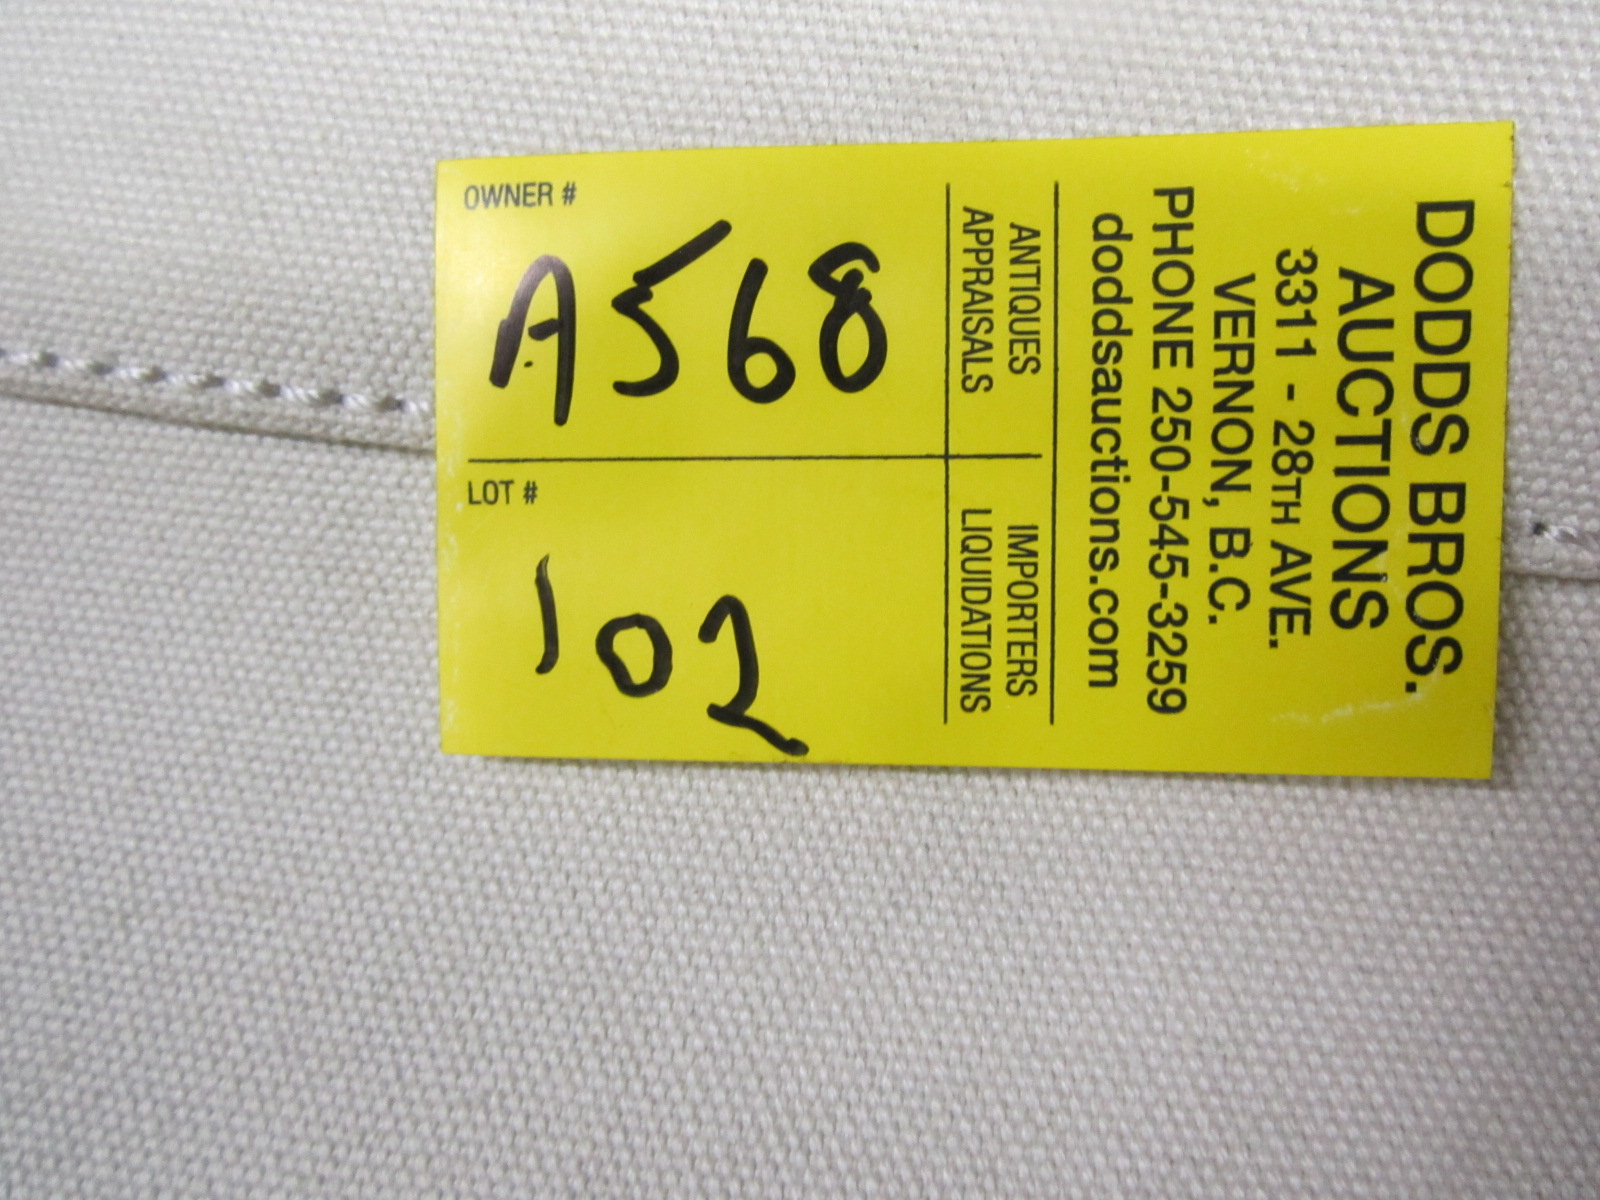 DODDS BROS.
AUCTIONS
3311 - 28TH AVE.
VERNON, B.C.
PHONE 250-545-3259
doddsauctions.com
ANTIQUES
APPRAISALS
IMPORTERS
LIQUIDATIONS
OWNER #
A568
LOT #
102